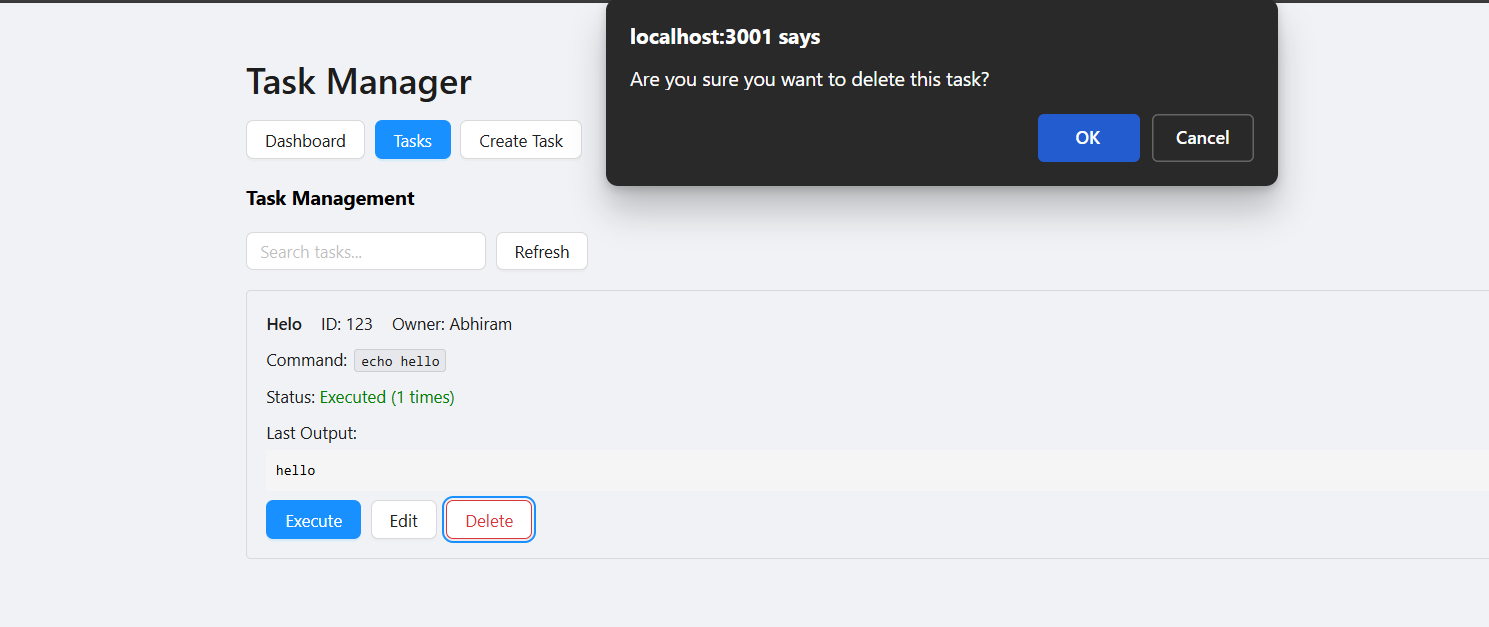 localhost:3001 says
Are you sure you want to delete this task?
OK Cancel
Task Manager
Dashboard Tasks Create Task
Task Management
Search tasks... Refresh
Helo ID: 123 Owner: Abhiram
Command: echo hello
Status: Executed (1 times)
Last Output:
hello
Execute Edit Delete